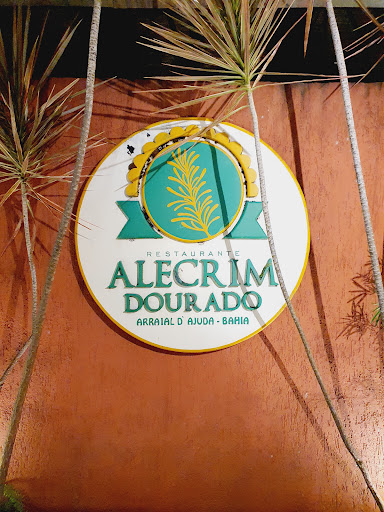 RESTAURANTE
ALECRIM
DOURADO
ARRAIAL D' AJUDA - BAHIA